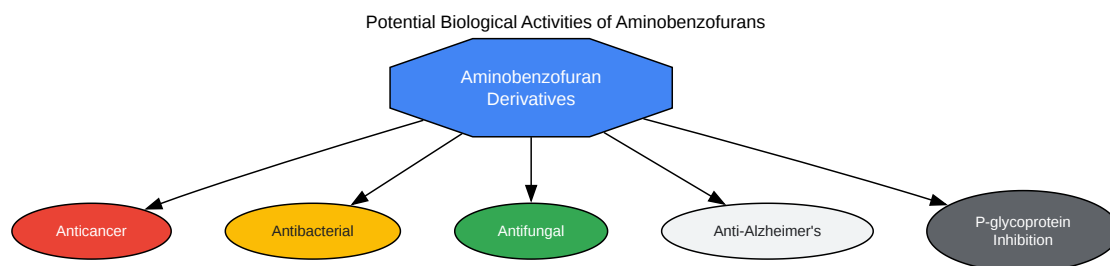 Potential Biological Activities of Aminobenzofurans
Aminobenzofuran
Derivatives
Anticancer
Antibacterial
Antifungal
Anti-Alzheimer's
P-glycoprotein
Inhibition